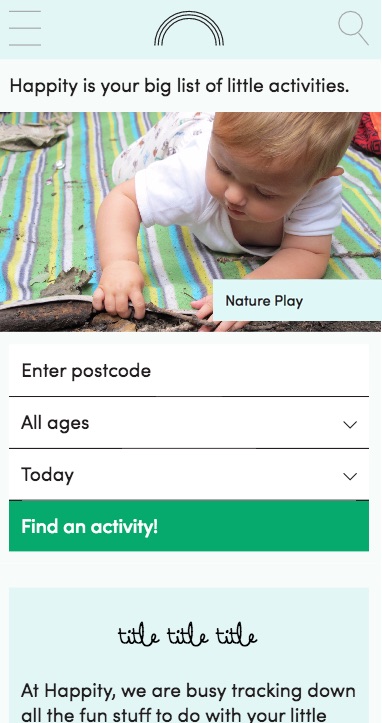 Happity is your big list of little activities.
Nature Play
Enter postcode
All ages
Today
Find an activity!
title title title
At Happity, we are busy tracking down
all the fun stuff to do with your little